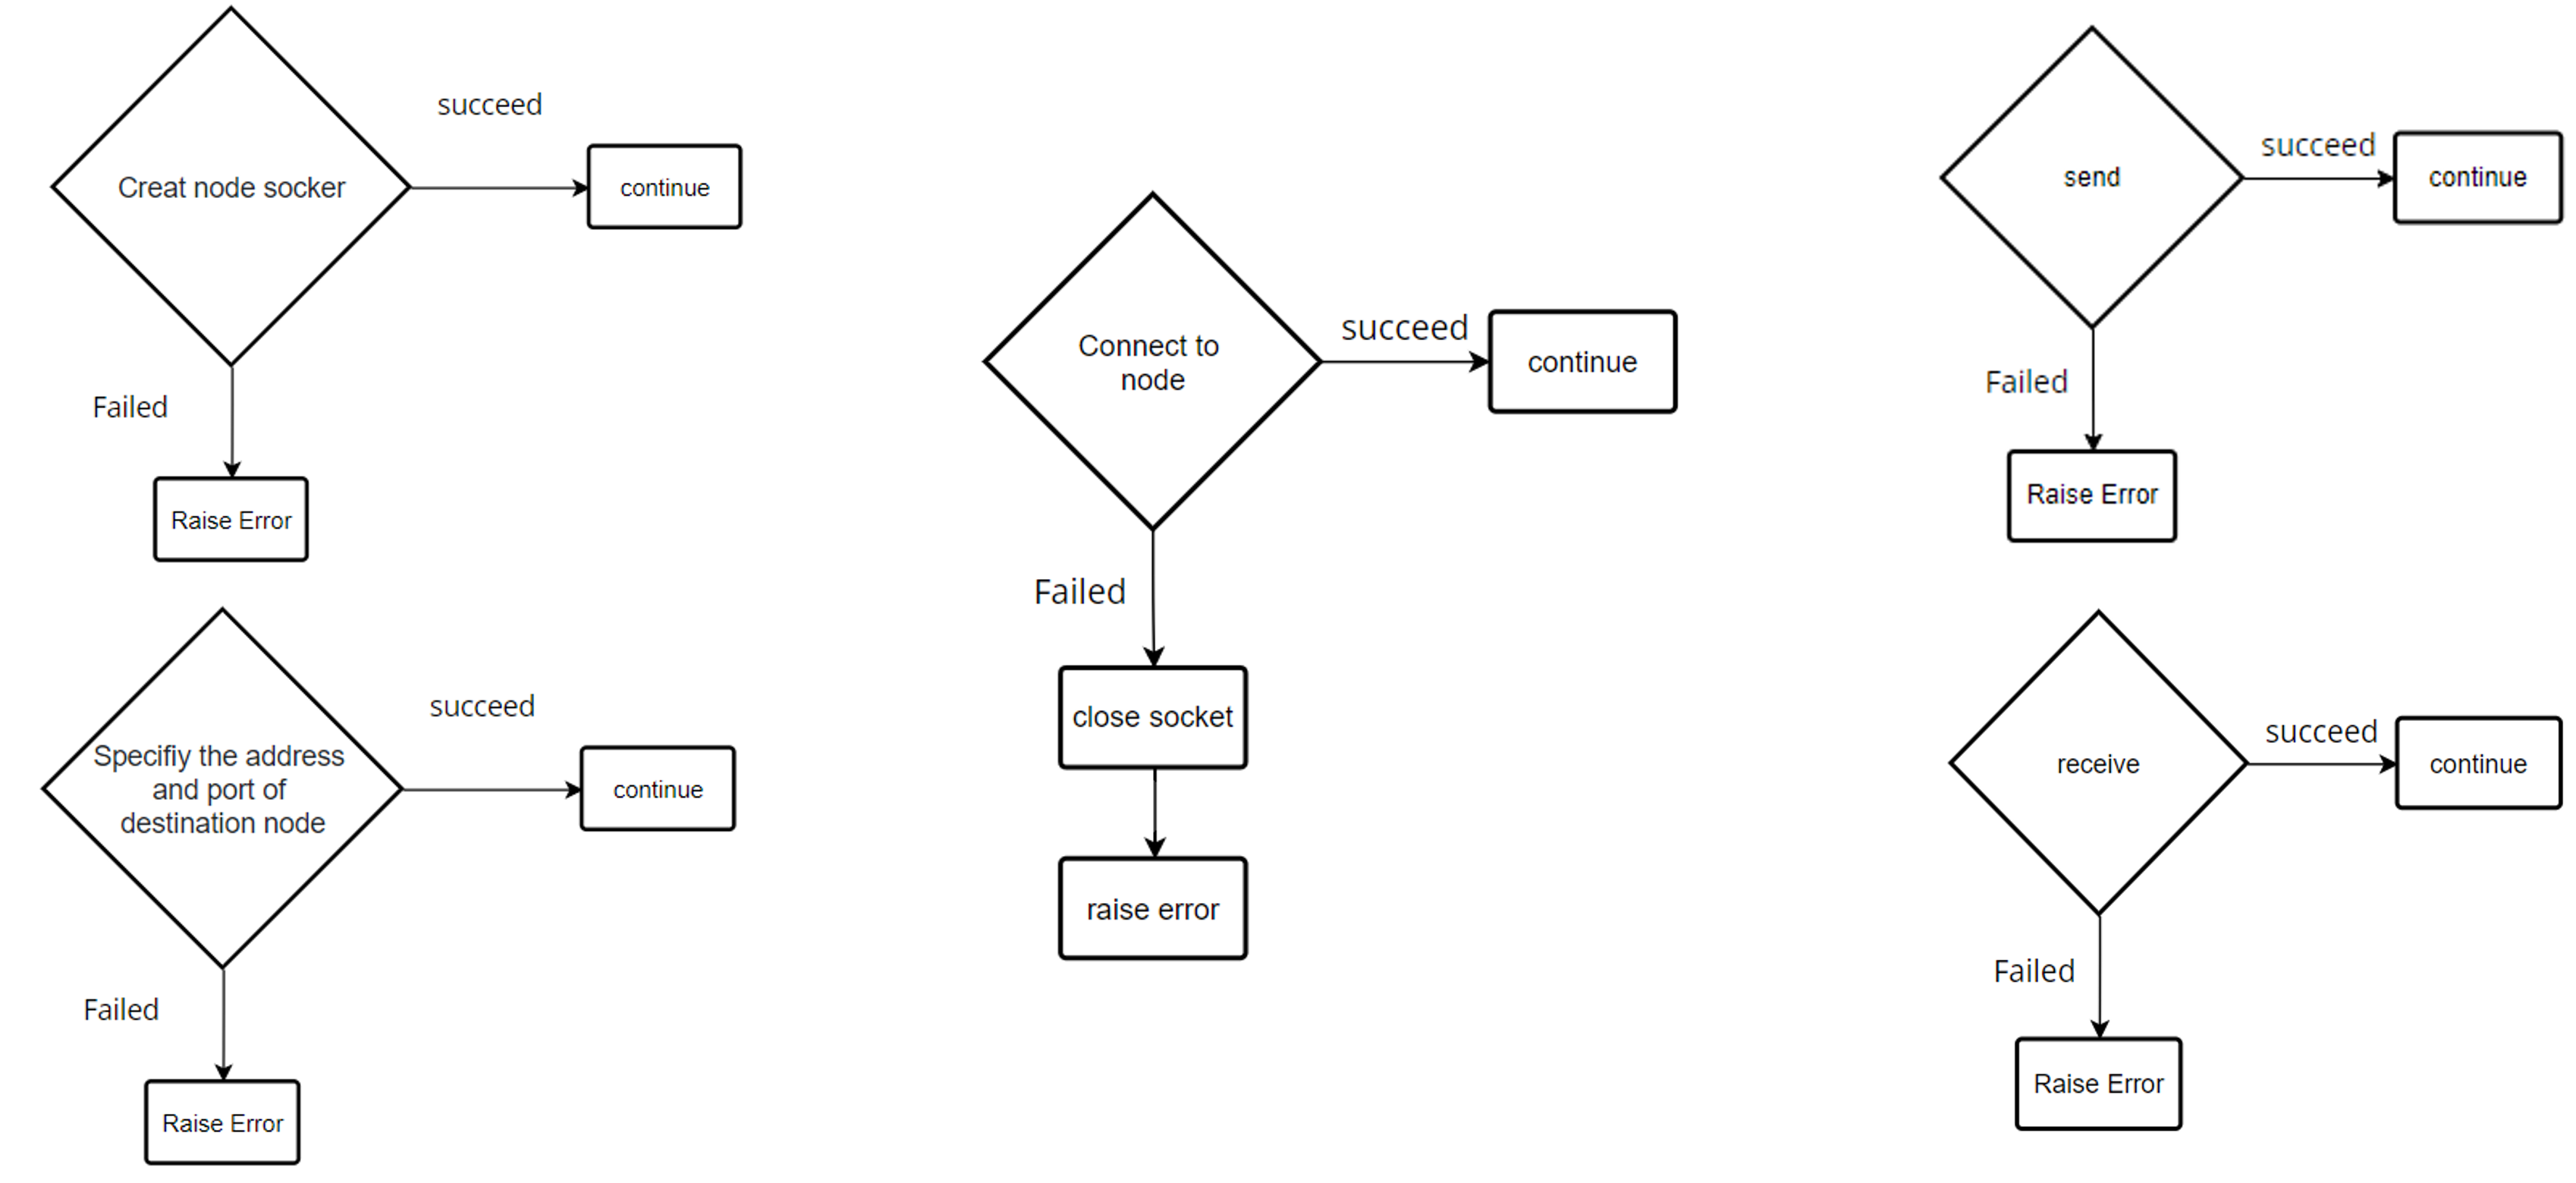 succeed
Creat node socker
continue
Failed
Raise Error
succeed
Specifiy the address
and port of
destination node
continue
Failed
Raise Error
Connect to
node
succeed
continue
Failed
close socket
raise error
send
succeed
continue
Failed
Raise Error
receive
succeed
continue
Failed
Raise Error